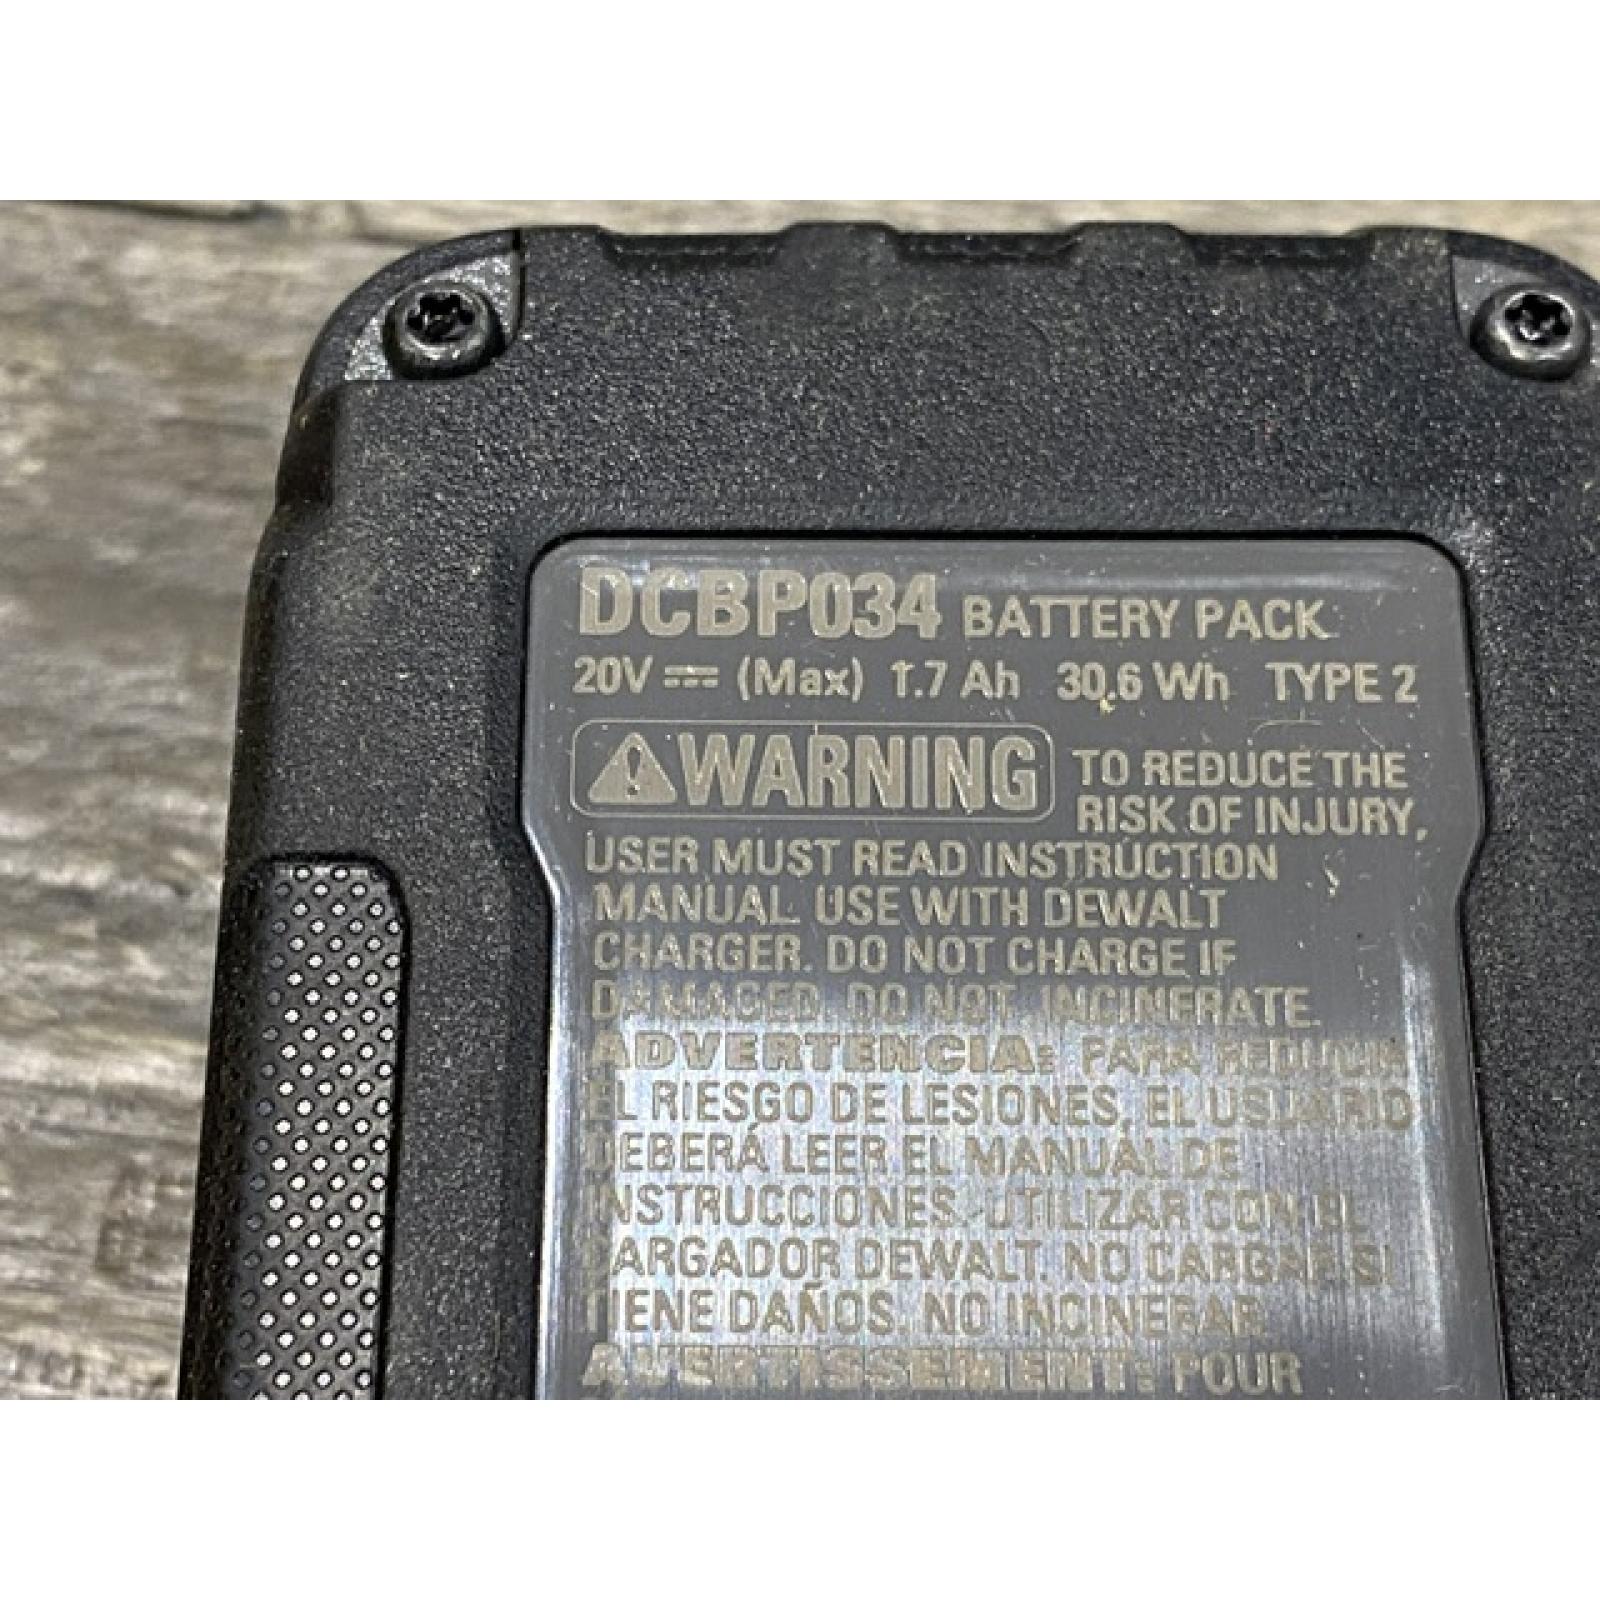 DCBP034 BATTERY PACK
20V ⎓ (Max) 1.7 Ah 30.6 Wh TYPE 2
⚠WARNING TO REDUCE THE
RISK OF INJURY,
USER MUST READ INSTRUCTION
MANUAL. USE WITH DEWALT
CHARGER. DO NOT CHARGE IF
DAMAGED. DO NOT INCINERATE.
ADVERTENCIA: PARA REDUCIR
EL RIESGO DE LESIONES, EL USUARIO
DEBERÁ LEER EL MANUAL DE
INSTRUCCIONES. UTILIZAR CON EL
CARGADOR DEWALT. NO CARGAR SI
TIENE DAÑOS. NO INCINERAR.
AVERTISSEMENT: POUR